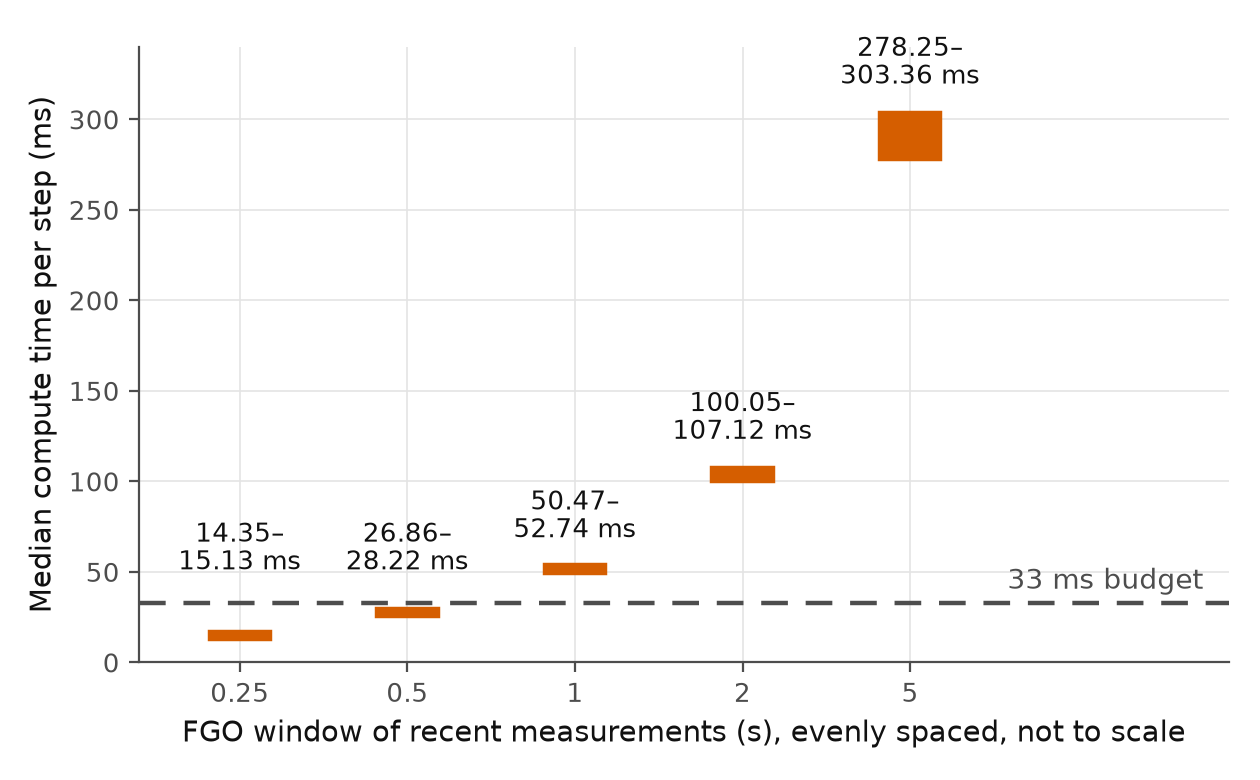 278.25–
303.36 ms
100.05–
107.12 ms
50.47–
52.74 ms
14.35–
15.13 ms
26.86–
28.22 ms
33 ms budget
Median compute time per step (ms)
300
250
200
150
100
50
0
0.25
0.5
1
2
5
FGO window of recent measurements (s), evenly spaced, not to scale